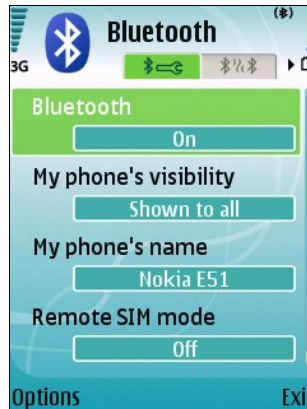 Bluetooth
3G
Bluetooth
On
My phone's visibility
Shown to all
My phone's name
Nokia E51
Remote SIM mode
Off
Options
Exi